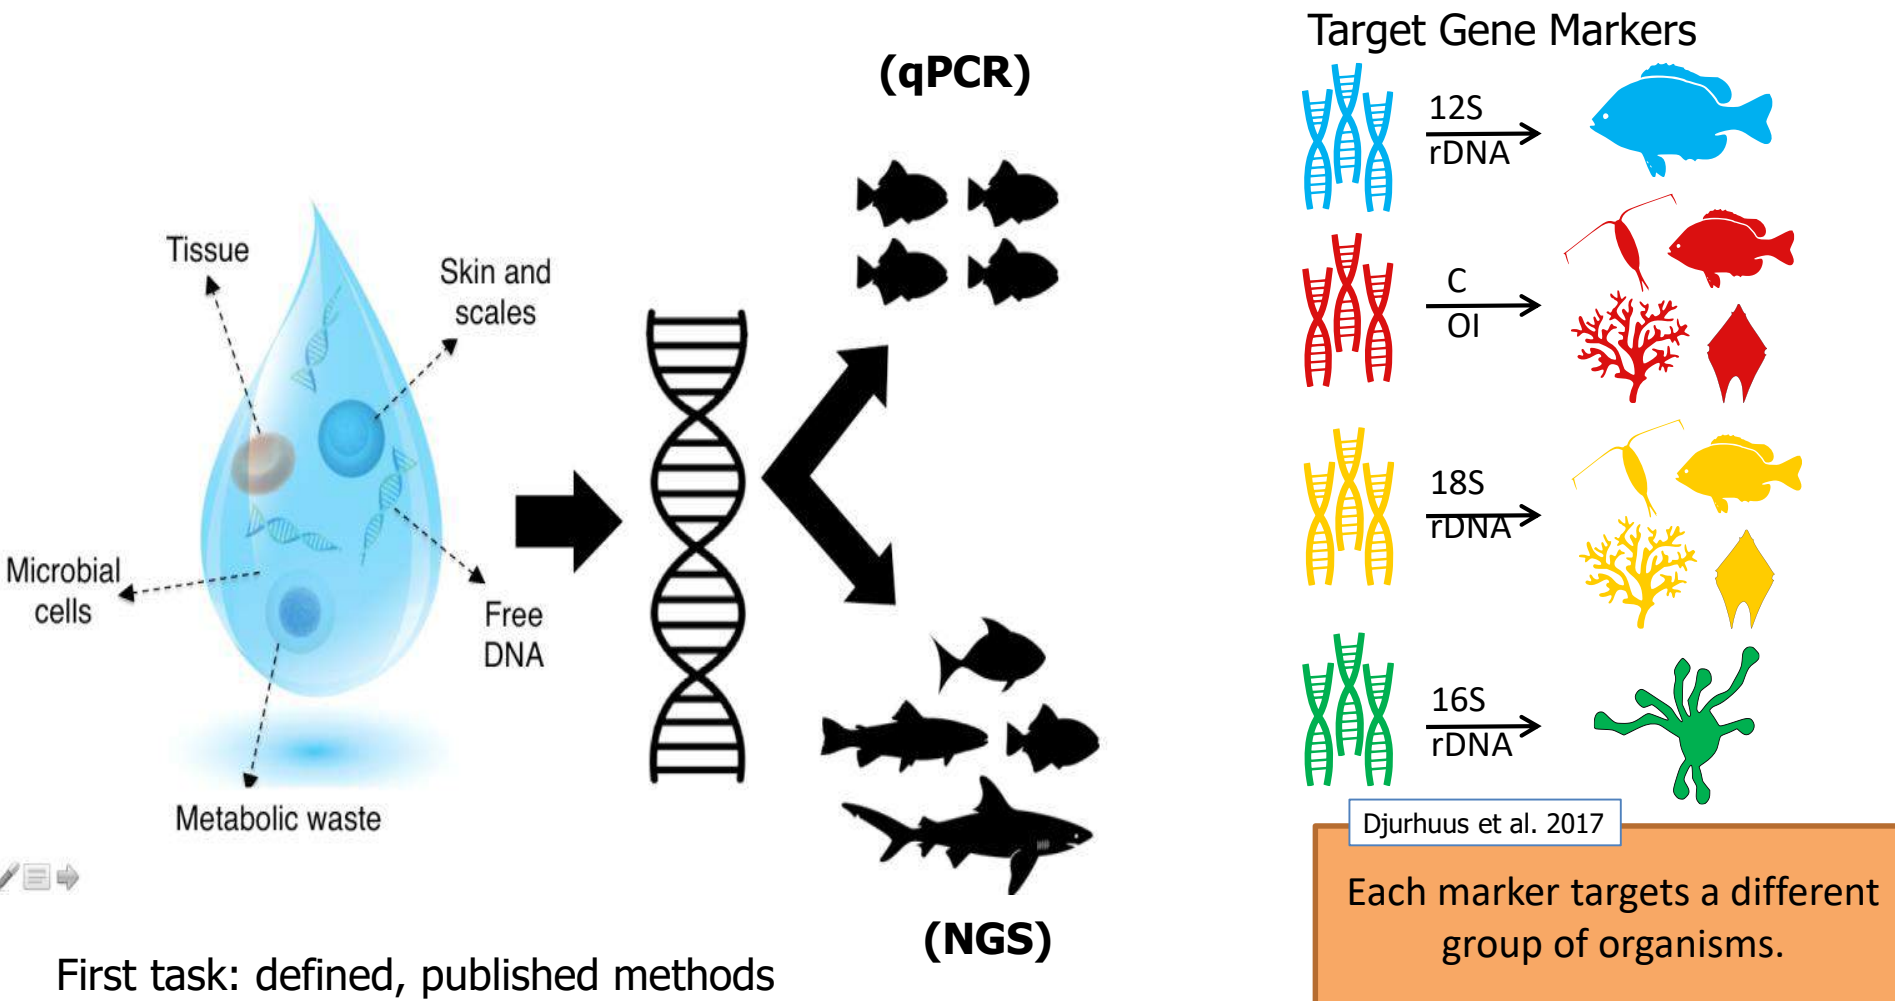 Target Gene Markers
(qPCR)
12S
rDNA
Tissue
Skin and
scales
C
OI
18S
rDNA
Microbial
cells
Free
DNA
16S
rDNA
Metabolic waste
Djurhuus et al. 2017
Each marker targets a different
group of organisms.
(NGS)
First task: defined, published methods